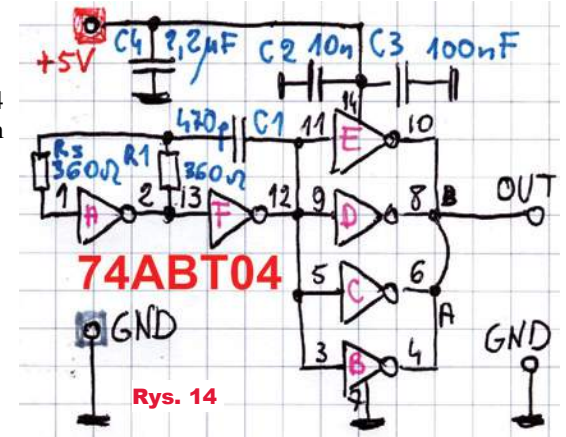 +5V
C4 2,2µF
C2 10n
C3 100nF
4
n
14
470p C1
11 E 10
R3
360Ω
R1
360Ω
1 A 2
13 F 12
9 D 8
B
OUT
74ABT04
5 C 6
A
GND
3 B 4
7
GND
Rys. 14